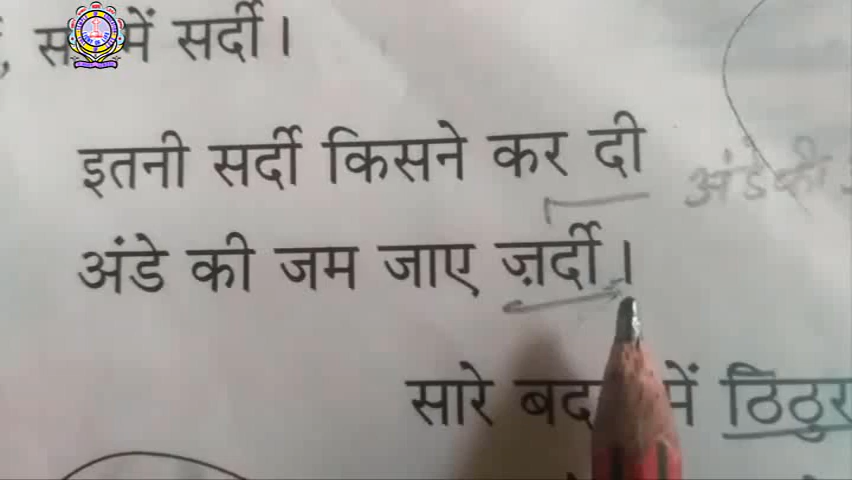 में सर्दी।
इतनी सर्दी किसने कर दी
अंडे की
अंडे की जम जाए ज़र्दी।
सारे में